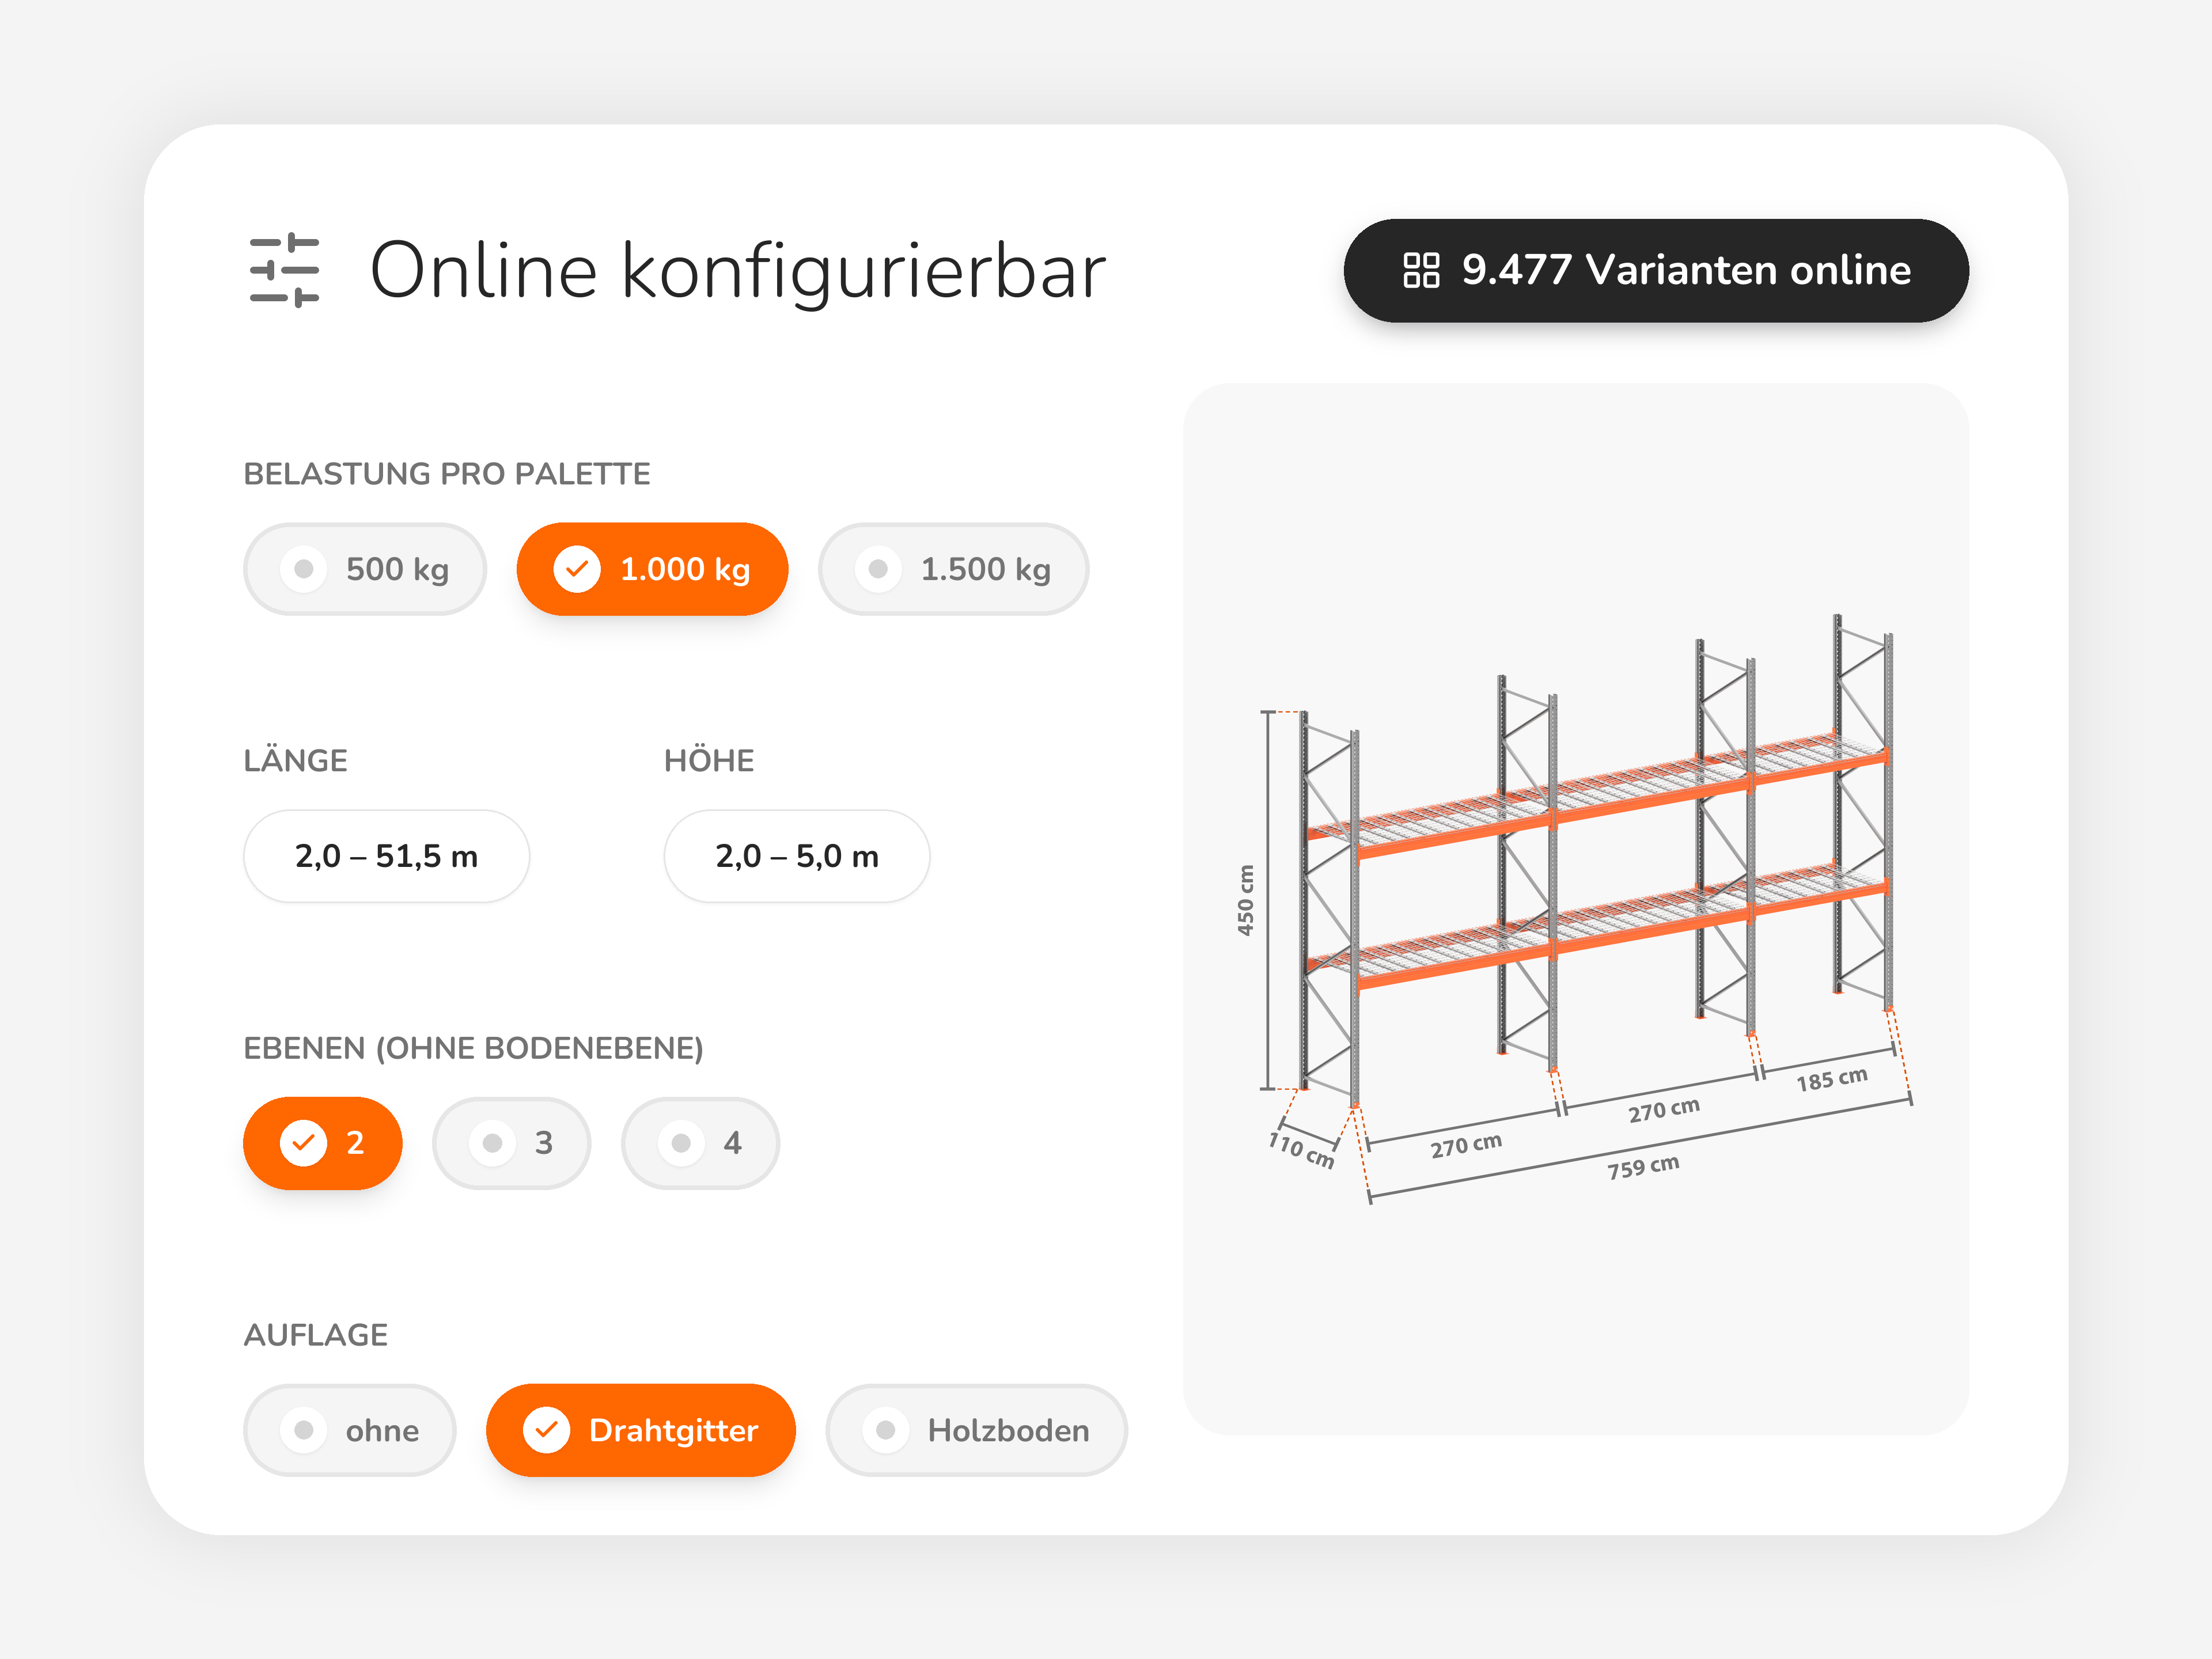 Online konfigurierbar
9.477 Varianten online
BELASTUNG PRO PALETTE
500 kg
1.000 kg
1.500 kg
LÄNGE
HÖHE
2,0 – 51,5 m
2,0 – 5,0 m
EBENEN (OHNE BODENEBENE)
2
3
4
AUFLAGE
ohne
Drahtgitter
Holzboden
450 cm
110 cm
270 cm
270 cm
185 cm
759 cm